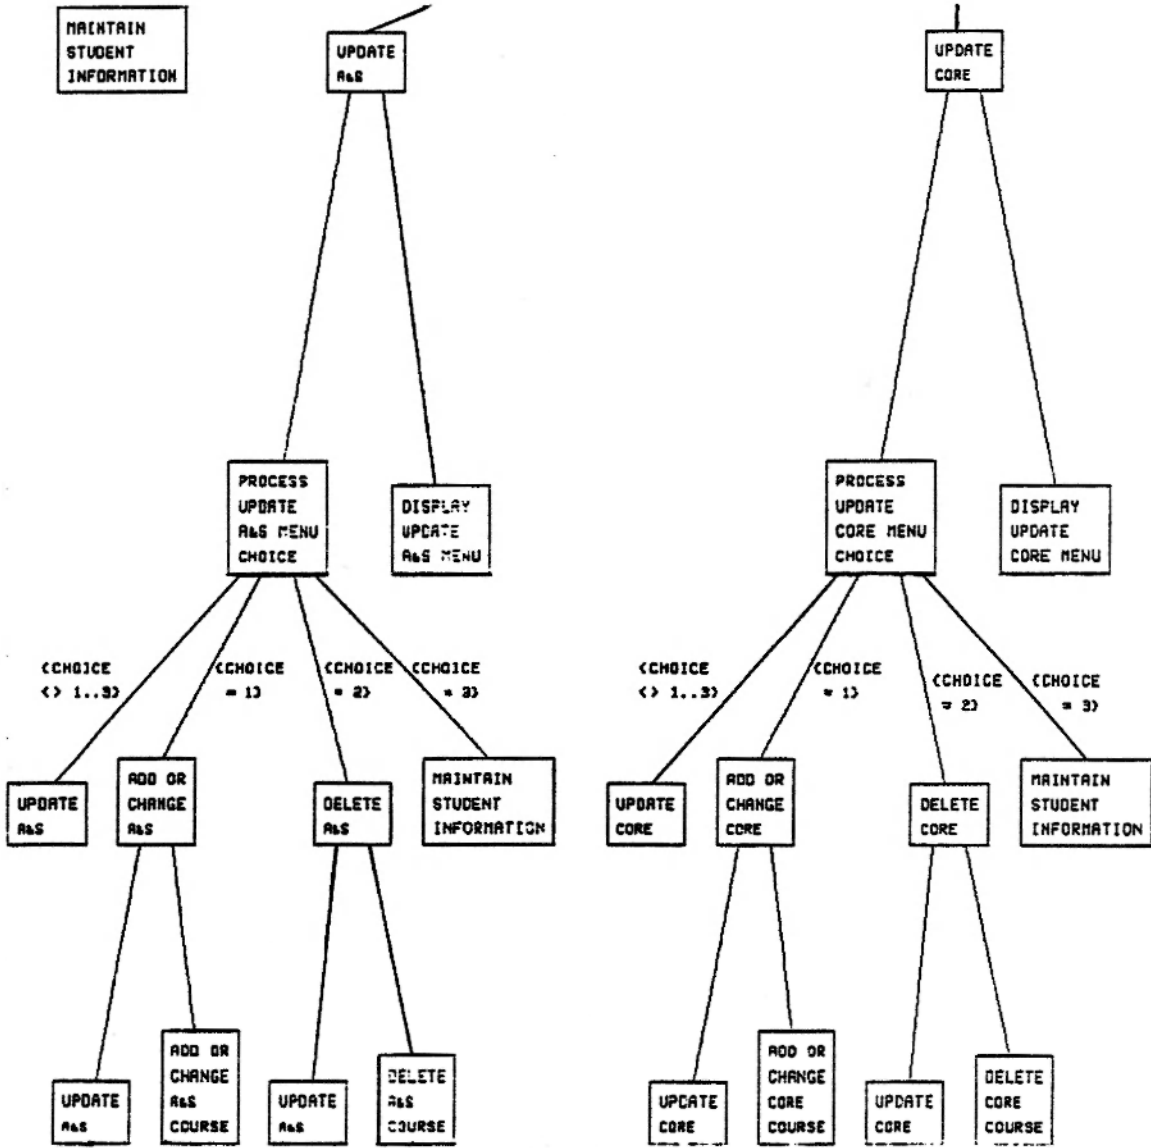 MAINTAIN
STUDENT
INFORMATION
UPDATE
A&S
UPDATE
CORE
PROCESS
UPDATE
A&S MENU
CHOICE
DISPLAY
UPDATE
A&S MENU
PROCESS
UPDATE
CORE MENU
CHOICE
DISPLAY
UPDATE
CORE MENU
{CHOICE
<> 1..3}
{CHOICE
= 1}
{CHOICE
= 2}
{CHOICE
= 3}
{CHOICE
<> 1..3}
{CHOICE
= 1}
{CHOICE
= 2}
{CHOICE
= 3}
UPDATE
A&S
ADD OR
CHANGE
A&S
DELETE
A&S
MAINTAIN
STUDENT
INFORMATION
UPDATE
CORE
ADD OR
CHANGE
CORE
DELETE
CORE
MAINTAIN
STUDENT
INFORMATION
UPDATE
A&S
ADD OR
CHANGE
A&S
COURSE
UPDATE
A&S
DELETE
A&S
COURSE
UPDATE
CORE
ADD OR
CHANGE
CORE
COURSE
UPDATE
CORE
DELETE
CORE
COURSE